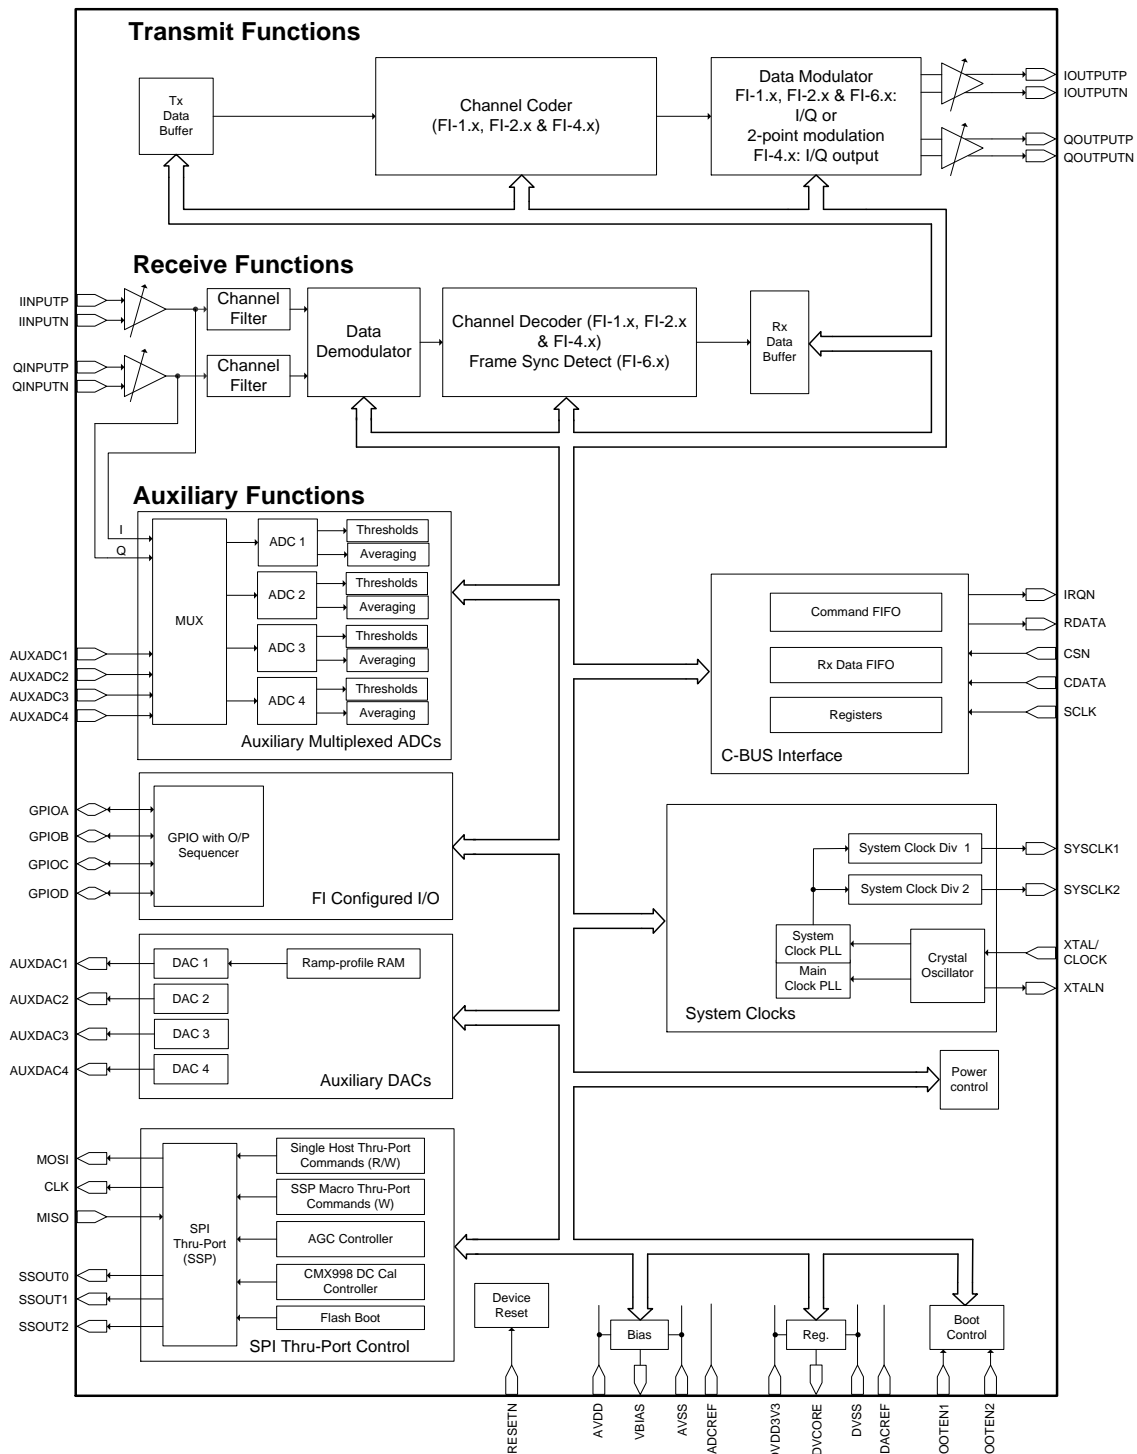 Transmit Functions
Tx
Data
Buffer
Channel Coder
(FI-1.x, FI-2.x & FI-4.x)
Data Modulator
FI-1.x, FI-2.x & FI-6.x:
I/Q or
2-point modulation
FI-4.x: I/Q output
IOUTPUTP
IOUTPUTN
QOUTPUTP
QOUTPUTN
Receive Functions
IINPUTP
IINPUTN
QINPUTP
QINPUTN
Channel
Filter
Channel
Filter
Data
Demodulator
Channel Decoder (FI-1.x, FI-2.x
& FI-4.x)
Frame Sync Detect (FI-6.x)
Rx
Data
Buffer
Auxiliary Functions
I
Q
MUX
ADC 1
Thresholds
Averaging
ADC 2
Thresholds
Averaging
ADC 3
Thresholds
Averaging
ADC 4
Thresholds
Averaging
AUXADC1
AUXADC2
AUXADC3
AUXADC4
Auxiliary Multiplexed ADCs
Command FIFO
Rx Data FIFO
Registers
C-BUS Interface
IRQN
RDATA
CSN
CDATA
SCLK
GPIOA
GPIOB
GPIOC
GPIOD
GPIO with O/P
Sequencer
FI Configured I/O
System Clock Div 1
System Clock Div 2
System
Clock PLL
Main
Clock PLL
Crystal
Oscillator
System Clocks
SYSCLK1
SYSCLK2
XTAL/
CLOCK
XTALN
AUXDAC1
AUXDAC2
AUXDAC3
AUXDAC4
DAC 1
Ramp-profile RAM
DAC 2
DAC 3
DAC 4
Auxiliary DACs
Power
control
MOSI
CLK
MISO
SSOUT0
SSOUT1
SSOUT2
SPI
Thru-Port
(SSP)
Single Host Thru-Port
Commands (R/W)
SSP Macro Thru-Port
Commands (W)
AGC Controller
CMX998 DC Cal
Controller
Flash Boot
SPI Thru-Port Control
Device
Reset
Bias
Reg.
Boot
Control
RESETN
AVDD
VBIAS
AVSS
ADCREF
DVDD3V3
DVCORE
DVSS
DACREF
OOTEN1
OOTEN2